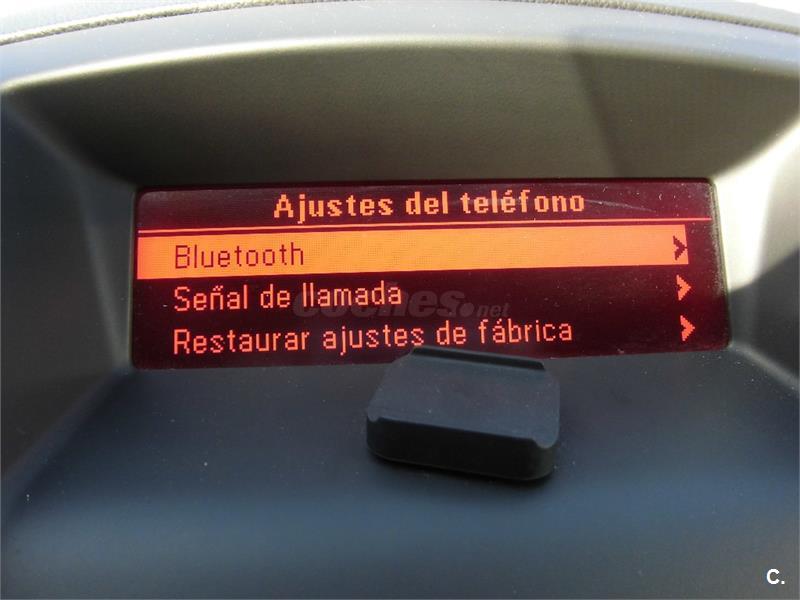 Ajustes del teléfono
Bluetooth
Señal de llamada
coches.net
Restaurar ajustes de fábrica
C.